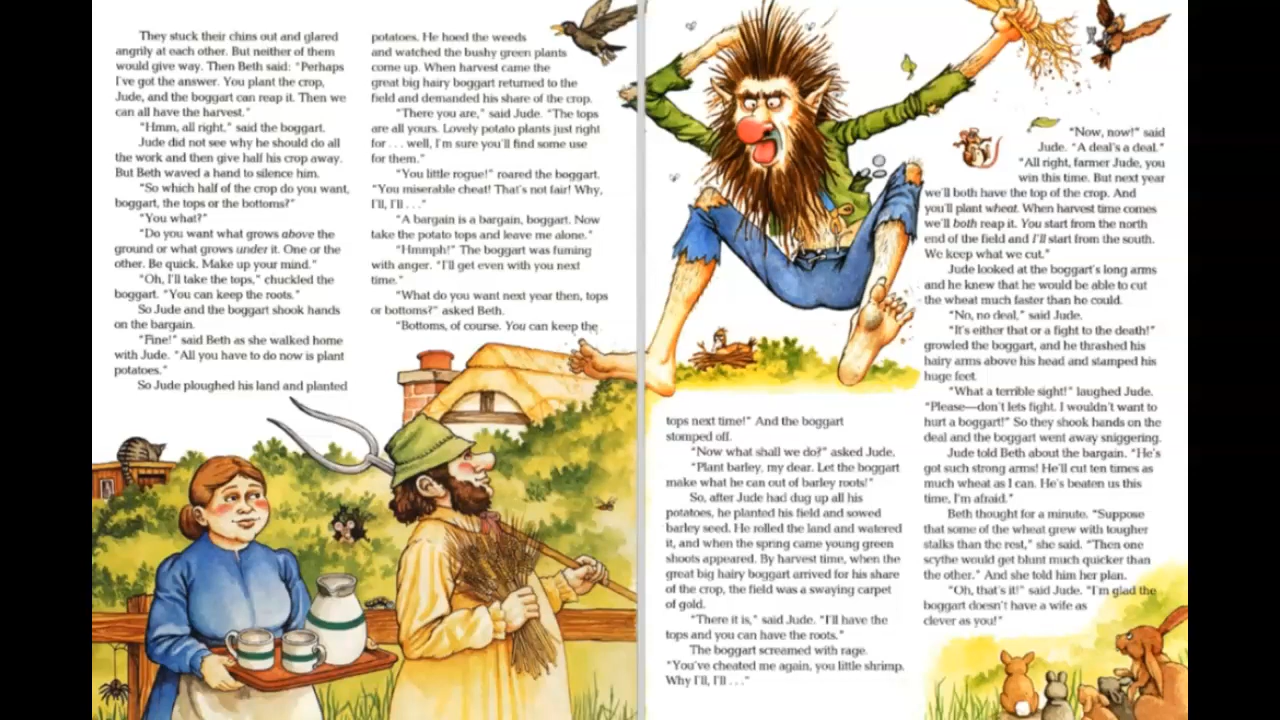 They stuck their chins out and glared
angrily at each other. But neither of them
would give way. Then Beth said: "Perhaps
I've got the answer. You plant the crop,
Jude, and the boggart can reap it. Then we
can all have the harvest."
"Hmm, all right," said the boggart.
Jude did not see why he should do all
the work and then give half his crop away.
But Beth waved a hand to silence him.
"So which half of the crop do you want,
boggart, the tops or the bottoms?"
"You what?"
"Do you want what grows above the
ground or what grows under it. One or the
other. Be quick. Make up your mind."
"Oh, I'll take the tops," chuckled the
boggart. "You can keep the roots."
So Jude and the boggart shook hands
on the bargain.
"Fine!" said Beth as she walked home
with Jude. "All you have to do now is plant
potatoes."
So Jude ploughed his land and planted
potatoes. He hoed the weeds
and watched the bushy green plants
come up. When harvest came the
great big hairy boggart returned to the
field and demanded his share of the crop.
"There you are," said Jude. "The tops
are all yours. Lovely potato plants just right
for . . . well, I'm sure you'll find some use
for them."
"You little rogue!" roared the boggart.
"You miserable cheat! That's not fair! Why,
I'll, I'll . . ."
"A bargain is a bargain, boggart. Now
take the potato tops and leave me alone."
"Hmmph!" The boggart was fuming
with anger. "I'll get even with you next
time."
"What do you want next year then, tops
or bottoms?" asked Beth.
"Bottoms, of course. You can keep the
tops next time!" And the boggart
stomped off.
"Now what shall we do?" asked Jude.
"Plant barley, my dear. Let the boggart
make what he can out of barley roots!"
So, after Jude had dug up all his
potatoes, he planted his field and sowed
barley seed. He rolled the land and watered
it, and when the spring came young green
shoots appeared. By harvest time, when the
great big hairy boggart arrived for his share
of the crop, the field was a swaying carpet
of gold.
"There it is," said Jude. "I'll have the
tops and you can have the roots."
The boggart screamed with rage.
"You've cheated me again, you little shrimp.
Why I'll, I'll . . ."
"Now, now!" said
Jude. "A deal's a deal."
"All right, farmer Jude, you
win this time. But next year
we'll both have the top of the crop. And
you'll plant wheat. When harvest time comes
we'll both reap it. You start from the north
end of the field and I'll start from the south.
We keep what we cut."
Jude looked at the boggart's long arms
and he knew that he would be able to cut
the wheat much faster than he could.
"No, no deal," said Jude.
"It's either that or a fight to the death!"
growled the boggart, and he thrashed his
hairy arms above his head and stamped his
huge feet.
"What a terrible sight!" laughed Jude.
"Please—don't lets fight. I wouldn't want to
hurt a boggart!" So they shook hands on the
deal and the boggart went away sniggering.
Jude told Beth about the bargain. "He's
got such strong arms! He'll cut ten times as
much wheat as I can. He's beaten us this
time, I'm afraid."
Beth thought for a minute. "Suppose
that some of the wheat grew with tougher
stalks than the rest," she said. "Then one
scythe would get blunt much quicker than
the other." And she told him her plan.
"Oh, that's it!" said Jude. "I'm glad the
boggart doesn't have a wife as
clever as you!"